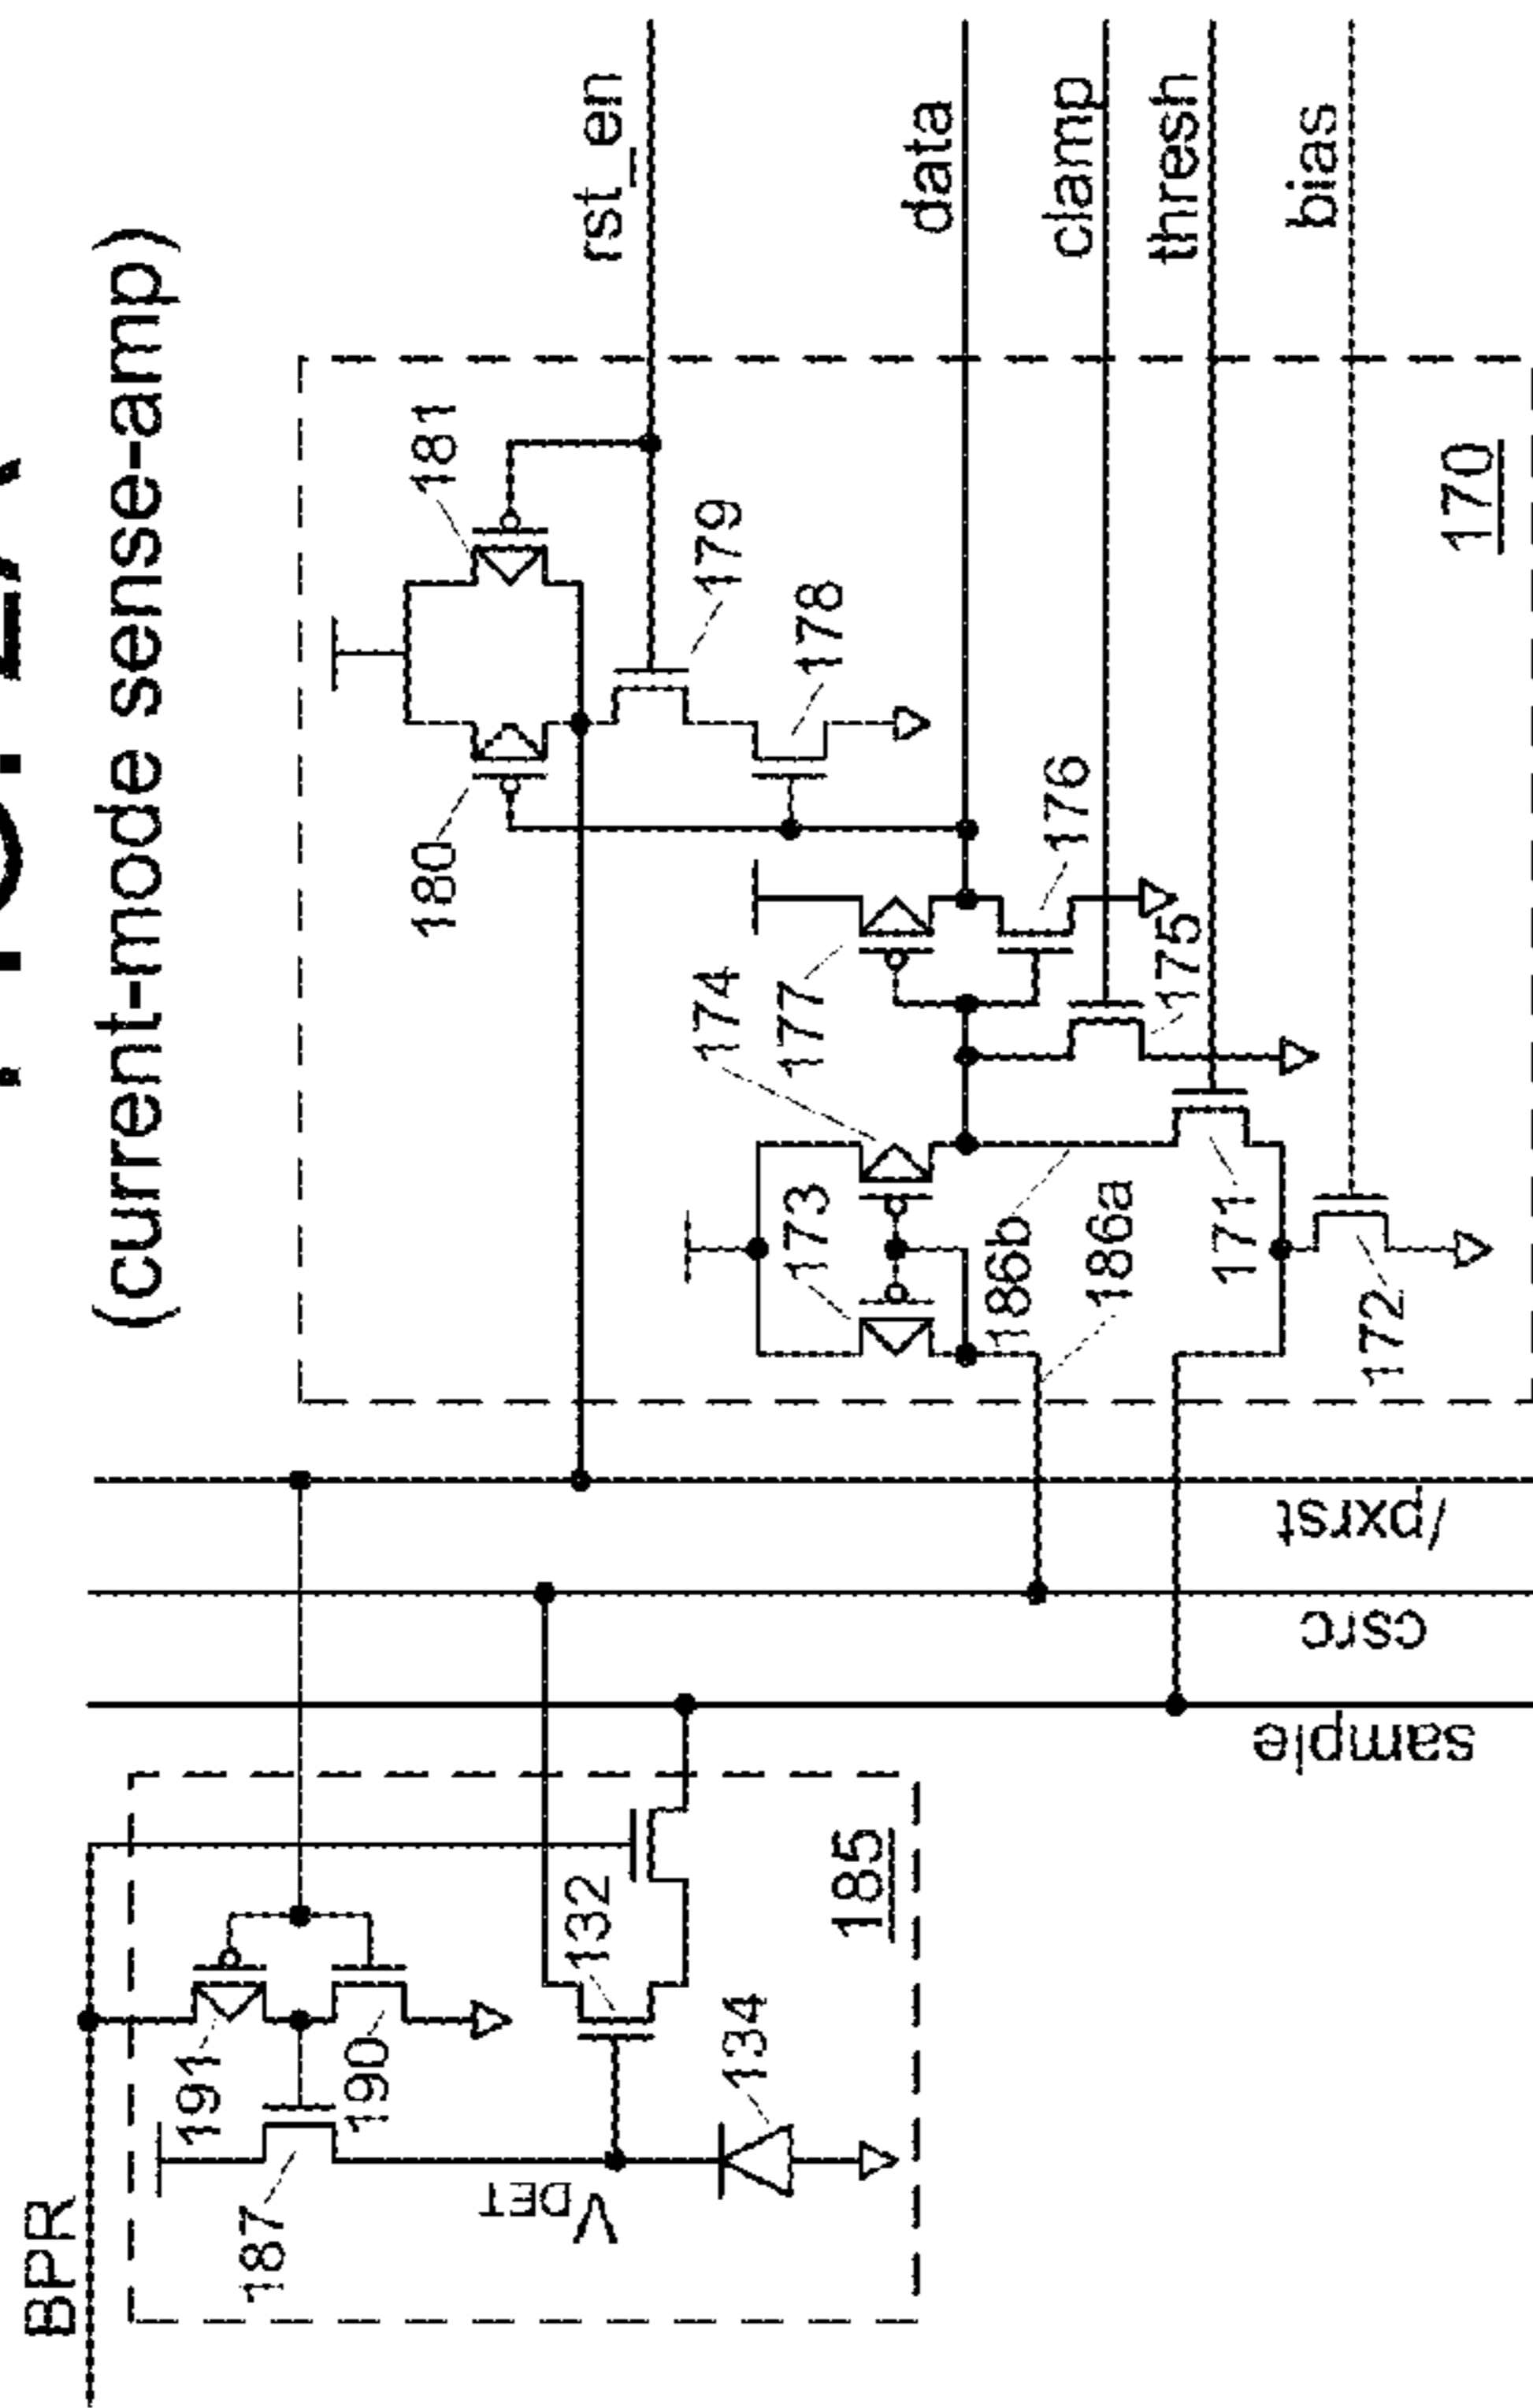 (current-mode sense-amp)
BPR
rst_en
data
clamp
thresh
bias
181
180
179
178
177
176
175
174
173
186b
186a
171
172
170
/pxrst
csrc
sample
191
190
187
132
134
V_DET
185